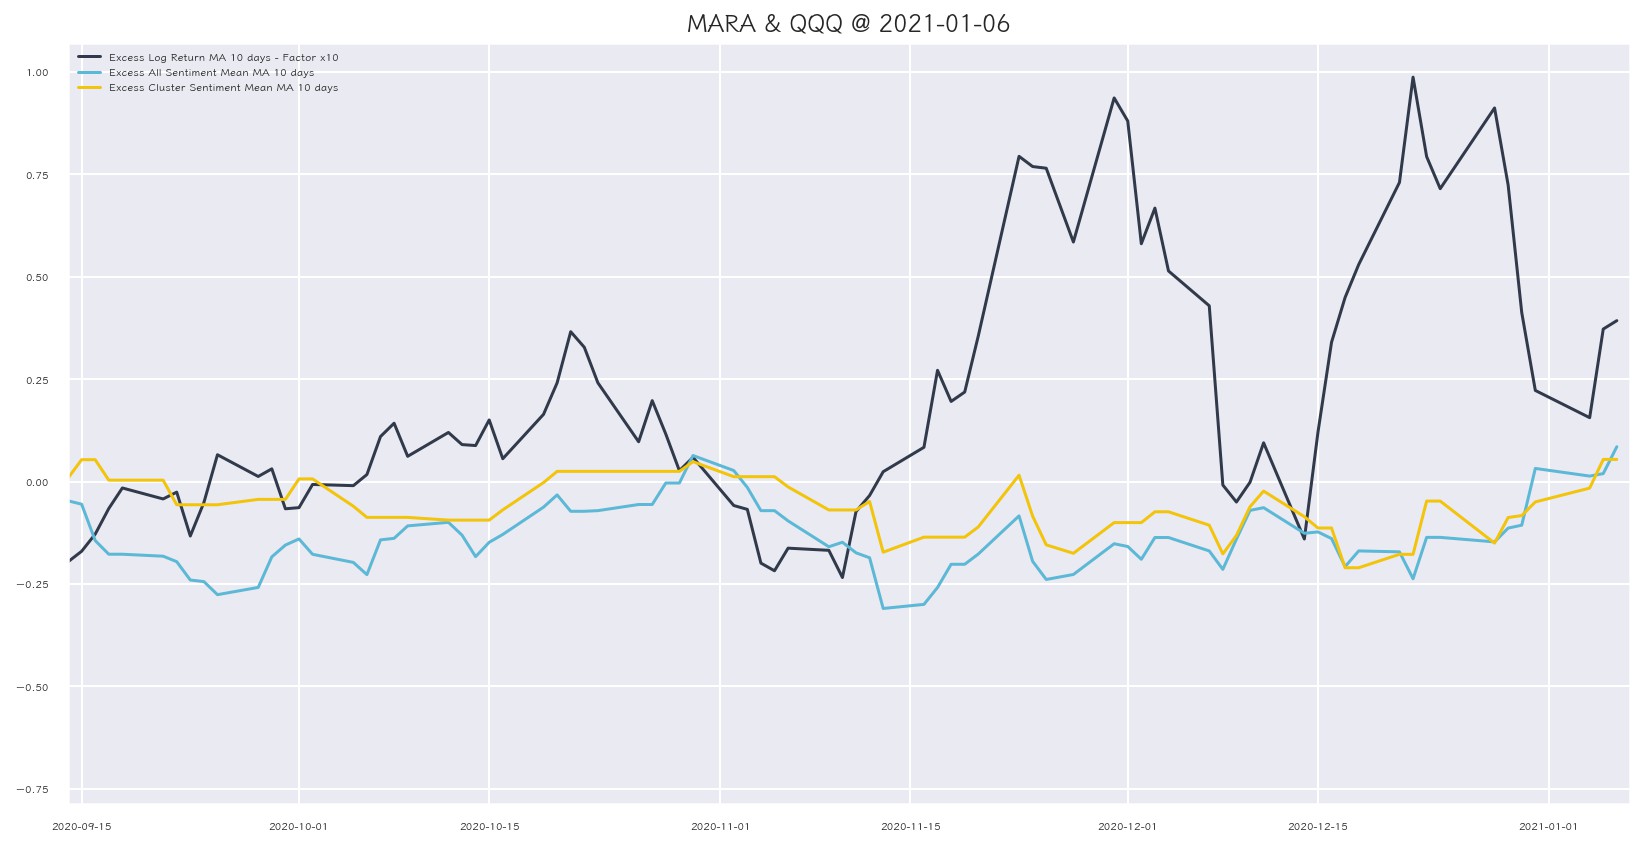 MARA & QQQ @ 2021-01-06
Excess Log Return MA 10 days - Factor x10
Excess All Sentiment Mean MA 10 days
Excess Cluster Sentiment Mean MA 10 days
1.00
0.75
0.50
0.25
0.00
−0.25
−0.50
−0.75
2020-09-15 2020-10-01 2020-10-15 2020-11-01 2020-11-15 2020-12-01 2020-12-15 2021-01-01